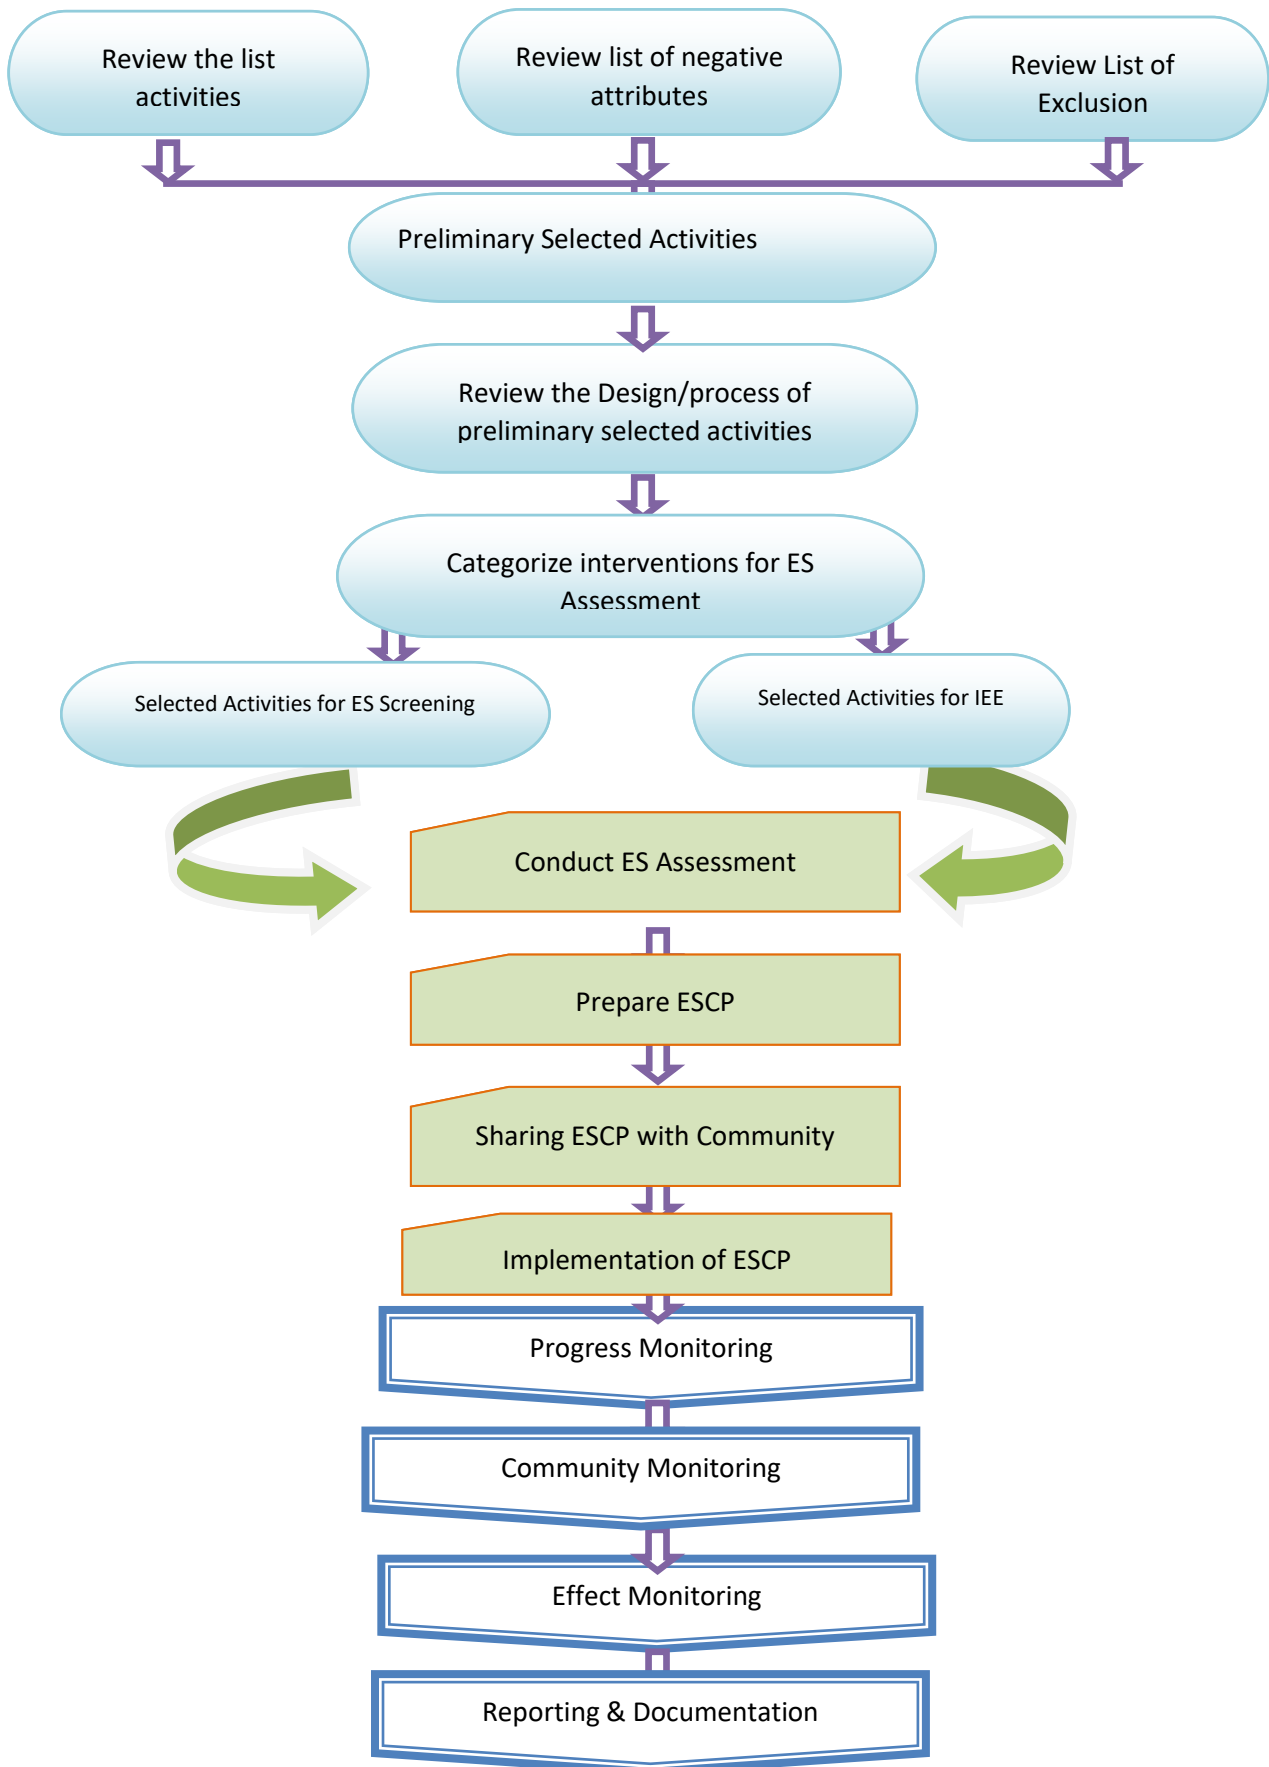 Review the list
activities
Review list of negative
attributes
Review List of
Exclusion
Preliminary Selected Activities
Review the Design/process of
preliminary selected activities
Categorize interventions for ES
Assessment
Selected Activities for ES Screening
Selected Activities for IEE
Conduct ES Assessment
Prepare ESCP
Sharing ESCP with Community
Implementation of ESCP
Progress Monitoring
Community Monitoring
Effect Monitoring
Reporting & Documentation